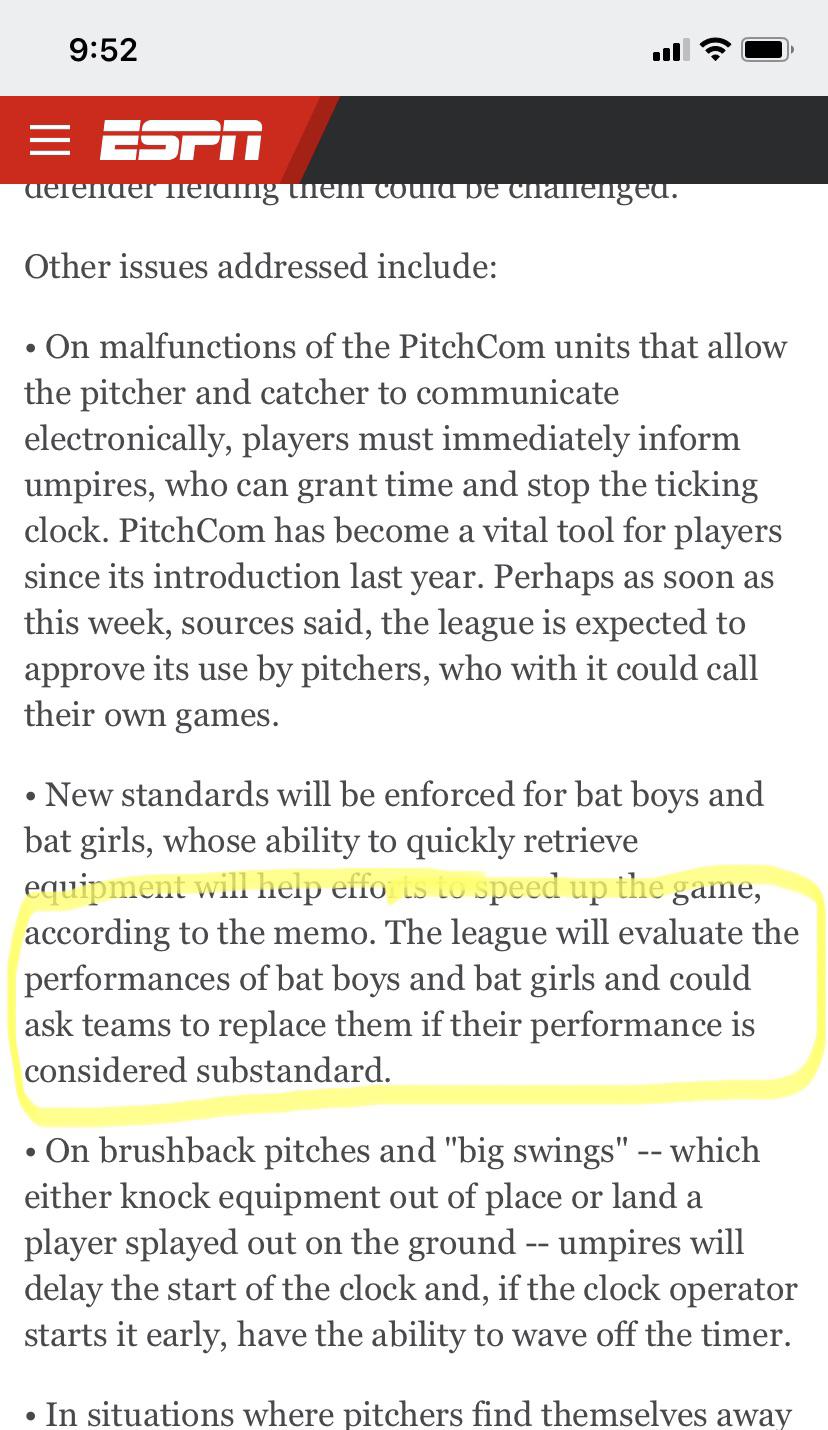 9:52
ESPN
defender fielding them could be challenged.
Other issues addressed include:
• On malfunctions of the PitchCom units that allow
the pitcher and catcher to communicate
electronically, players must immediately inform
umpires, who can grant time and stop the ticking
clock. PitchCom has become a vital tool for players
since its introduction last year. Perhaps as soon as
this week, sources said, the league is expected to
approve its use by pitchers, who with it could call
their own games.
• New standards will be enforced for bat boys and
bat girls, whose ability to quickly retrieve
equipment will help efforts to speed up the game,
according to the memo. The league will evaluate the
performances of bat boys and bat girls and could
ask teams to replace them if their performance is
considered substandard.
• On brushback pitches and "big swings" -- which
either knock equipment out of place or land a
player splayed out on the ground -- umpires will
delay the start of the clock and, if the clock operator
starts it early, have the ability to wave off the timer.
• In situations where pitchers find themselves away